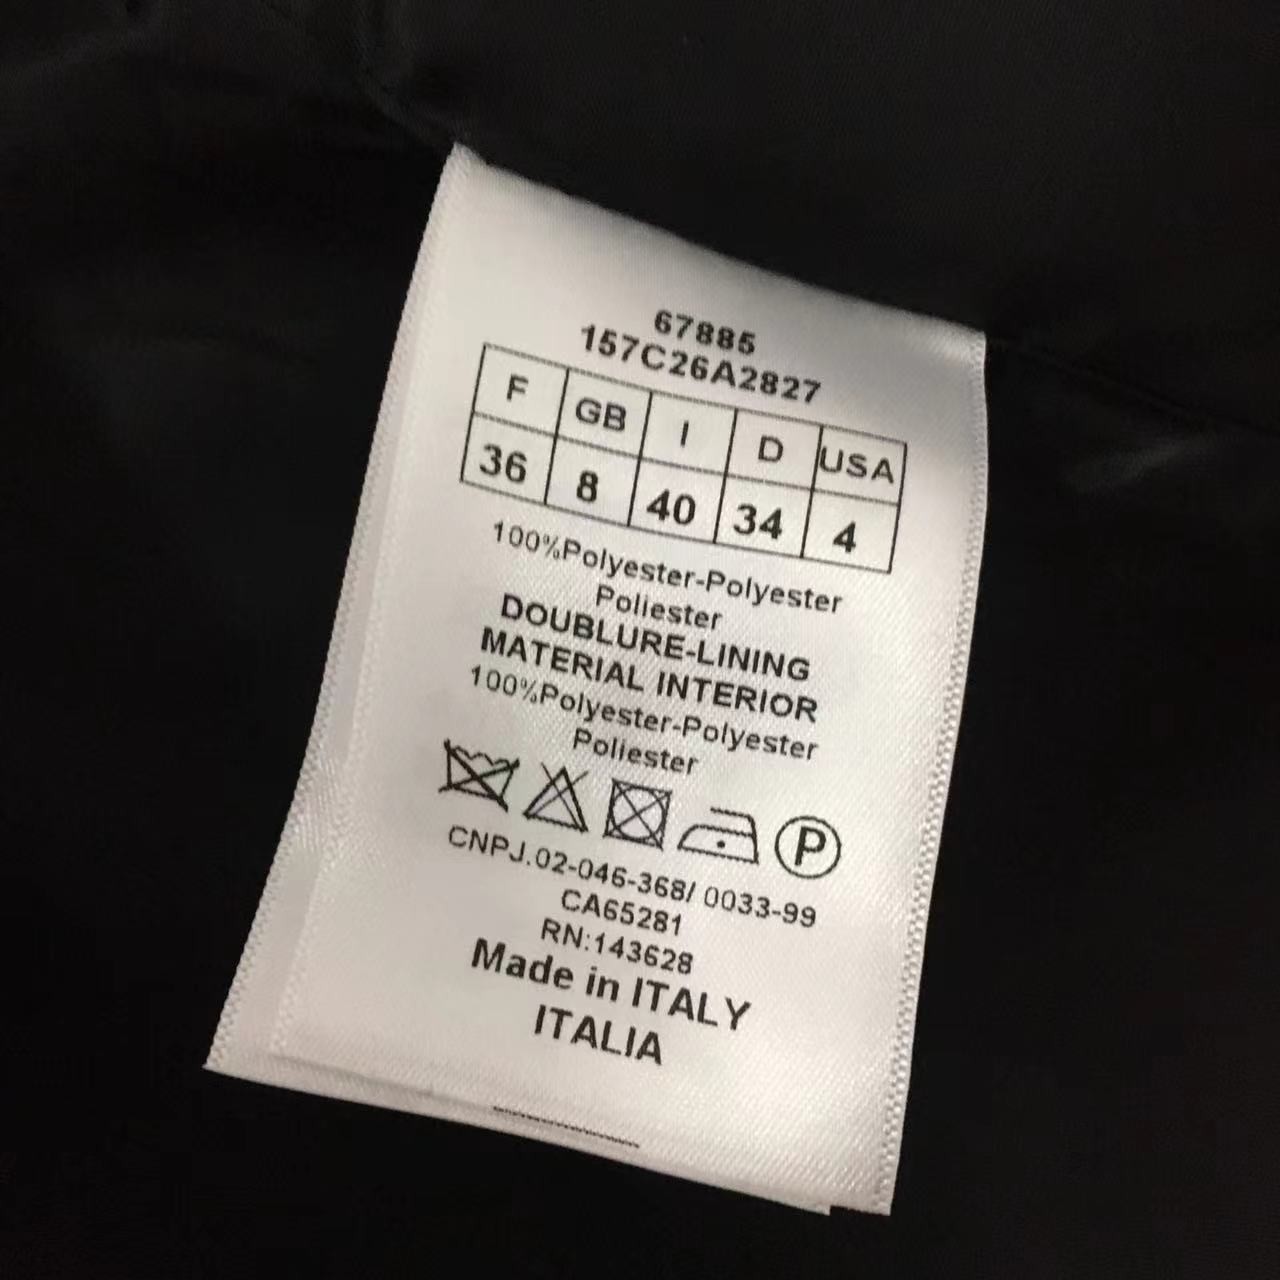 67885
157C26A2827
F GB I D USA
36 8 40 34 4
100%Polyester-Polyester
Poliester
DOUBLURE-LINING
MATERIAL INTERIOR
100%Polyester-Polyester
Poliester
P
CNPJ.02-046-368/ 0033-99
CA65281
RN:143628
Made in ITALY
ITALIA